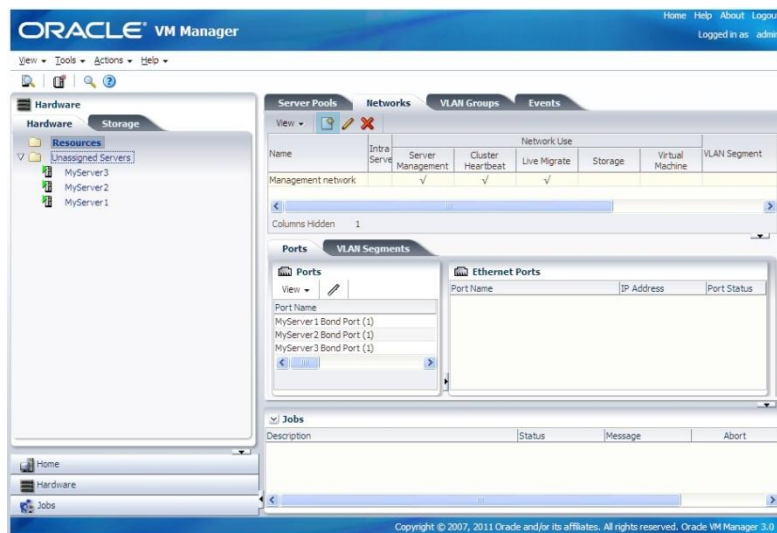 Home Help About Logou
Logged in as admi
ORACLE VM Manager
View Tools Actions Help
Hardware
Hardware Storage
Resources
Unassigned Servers
MyServer3
MyServer2
MyServer1
Home
Hardware
Jobs
Server Pools Networks VLAN Groups Events
View
Network Use
Name Intra Serve Server Management Cluster Heartbeat Live Migrate Storage Virtual Machine VLAN Segment
Management network √ √ √
Columns Hidden 1
Ports VLAN Segments
Ports
View
Port Name
MyServer1 Bond Port (1)
MyServer2 Bond Port (1)
MyServer3 Bond Port (1)
Ethernet Ports
Port Name IP Address Port Status
Jobs
Description Status Message Abort
Copyright © 2007, 2011 Oracle and/or its affiliates. All rights reserved. Oracle VM Manager 3.0